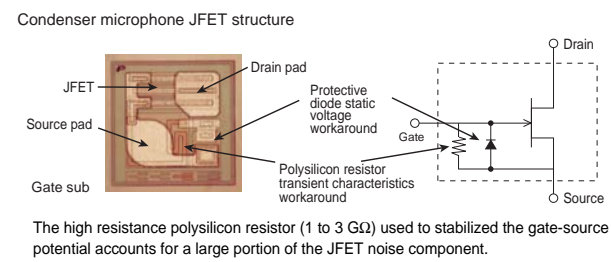 Condenser microphone JFET structure
JFET
Drain pad
Source pad
Gate sub
Protective
diode static
voltage
workaround
Polysilicon resistor
transient characteristics
workaround
Drain
Gate
Source
The high resistance polysilicon resistor (1 to 3 GΩ) used to stabilized the gate-source
potential accounts for a large portion of the JFET noise component.